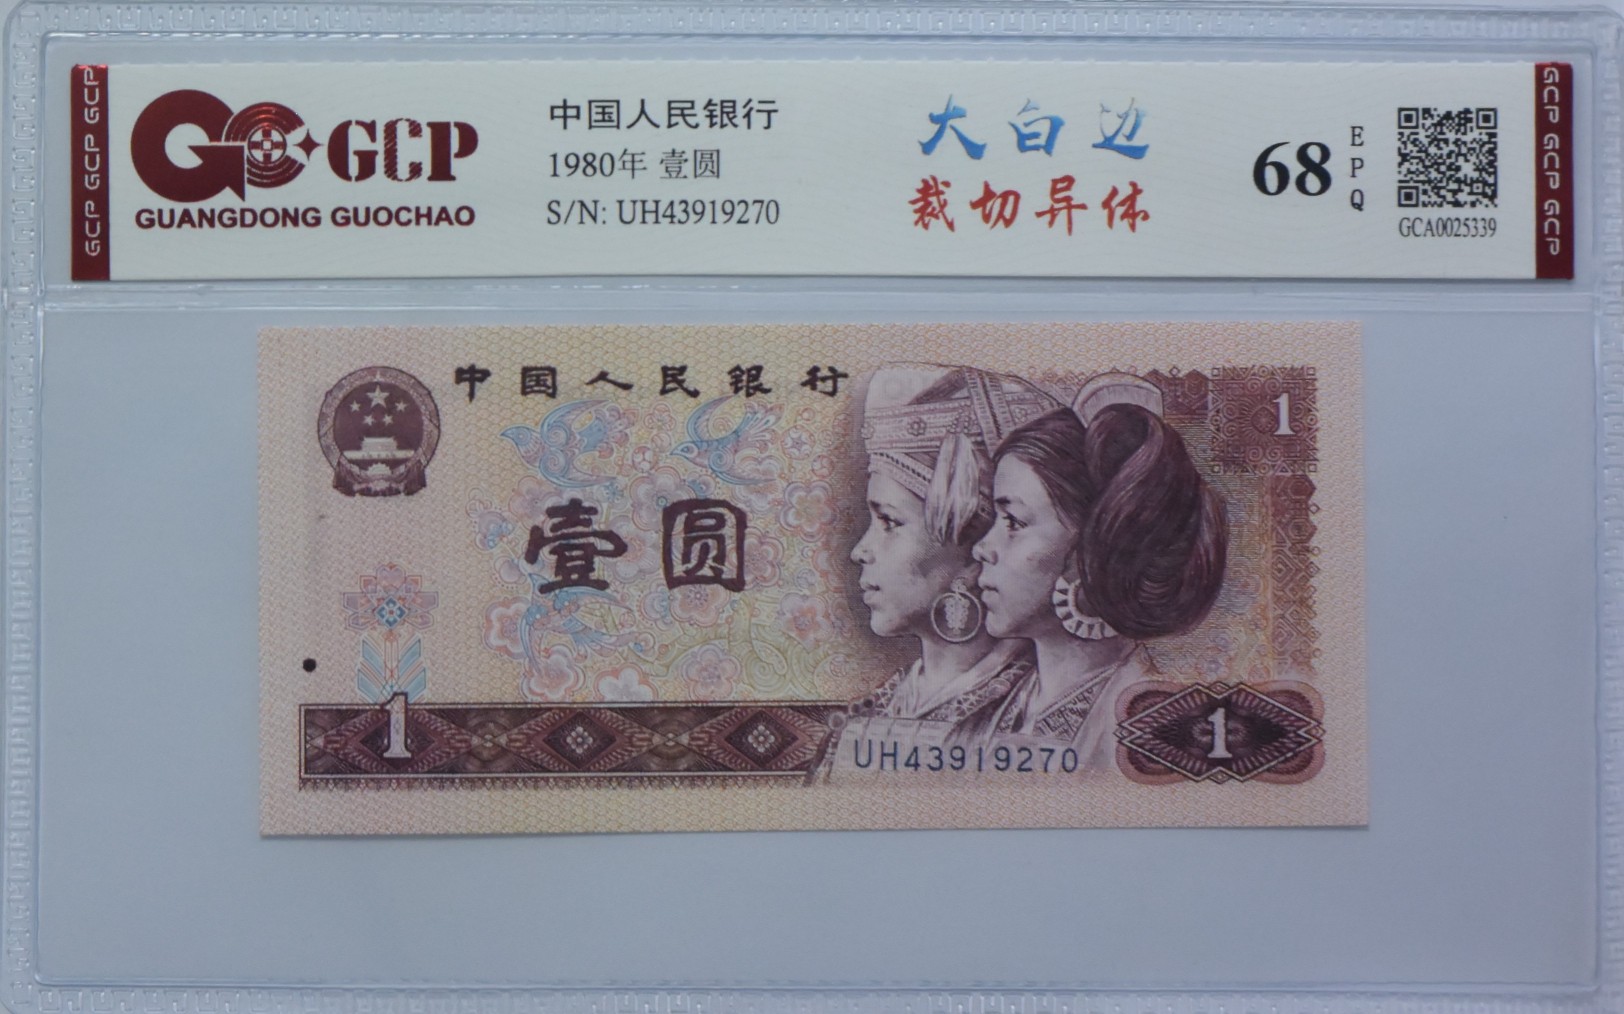 GCP GCP GCP
GCP
GUANGDONG GUOCHAO
中国人民银行
1980年 壹圆
S/N: UH43919270
大白边
裁切异体
68
EPQ
GCA0025339
GCP GCP GCP
中国人民银行
1
壹圆
1
UH43919270
1